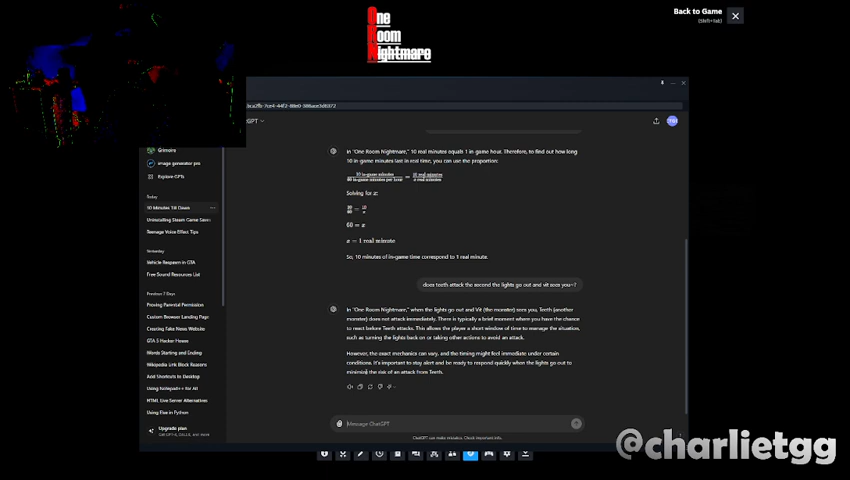 One
Room
Nightmare
Back to Game
(Shift+Tab)
Grimoire
image generator pro
Explore GPTs
Today
10 Minutes Till Dawn
Uninstalling Steam Game Saves
Teenage Voice Effect Tips
Yesterday
Vehicle Respawn in GTA
Free Sound Resources List
Previous 7 Days
Proving Parental Permission
Custom Browser Landing Page
Creating Fake News Website
GTA 5 Hacker House
Words Starting and Ending
Wikipedia Link Block Reasons
Add Shortcuts to Desktop
Using Notepad++ for AI
HTML Live Server Alternatives
Using Else in Python
Upgrade plan
In "One Room Nightmare," 10 real minutes equals 1 in-game hour. Therefore, to find out how long
10 in-game minutes last in real time, you can use the proportion:
Solving for x:
60 = x
x = 1 real minute
So, 10 minutes of in-game time correspond to 1 real minute.
does teeth attack the second the lights go out and vit sees you~?
In "One Room Nightmare," when the lights go out and Vit (the monster) sees you, Teeth (another
monster) does not attack immediately. There is typically a brief moment where you have the chance
to react before Teeth attacks. This allows the player a short window of time to manage the situation,
such as turning the lights back on or taking other actions to avoid an attack.
However, the exact mechanics can vary, and the timing might feel immediate under certain
conditions. It's important to stay alert and be ready to respond quickly when the lights go out to
minimize the risk of an attack from Teeth.
Message ChatGPT
ChatGPT can make mistakes. Check important info.
@charlietgg